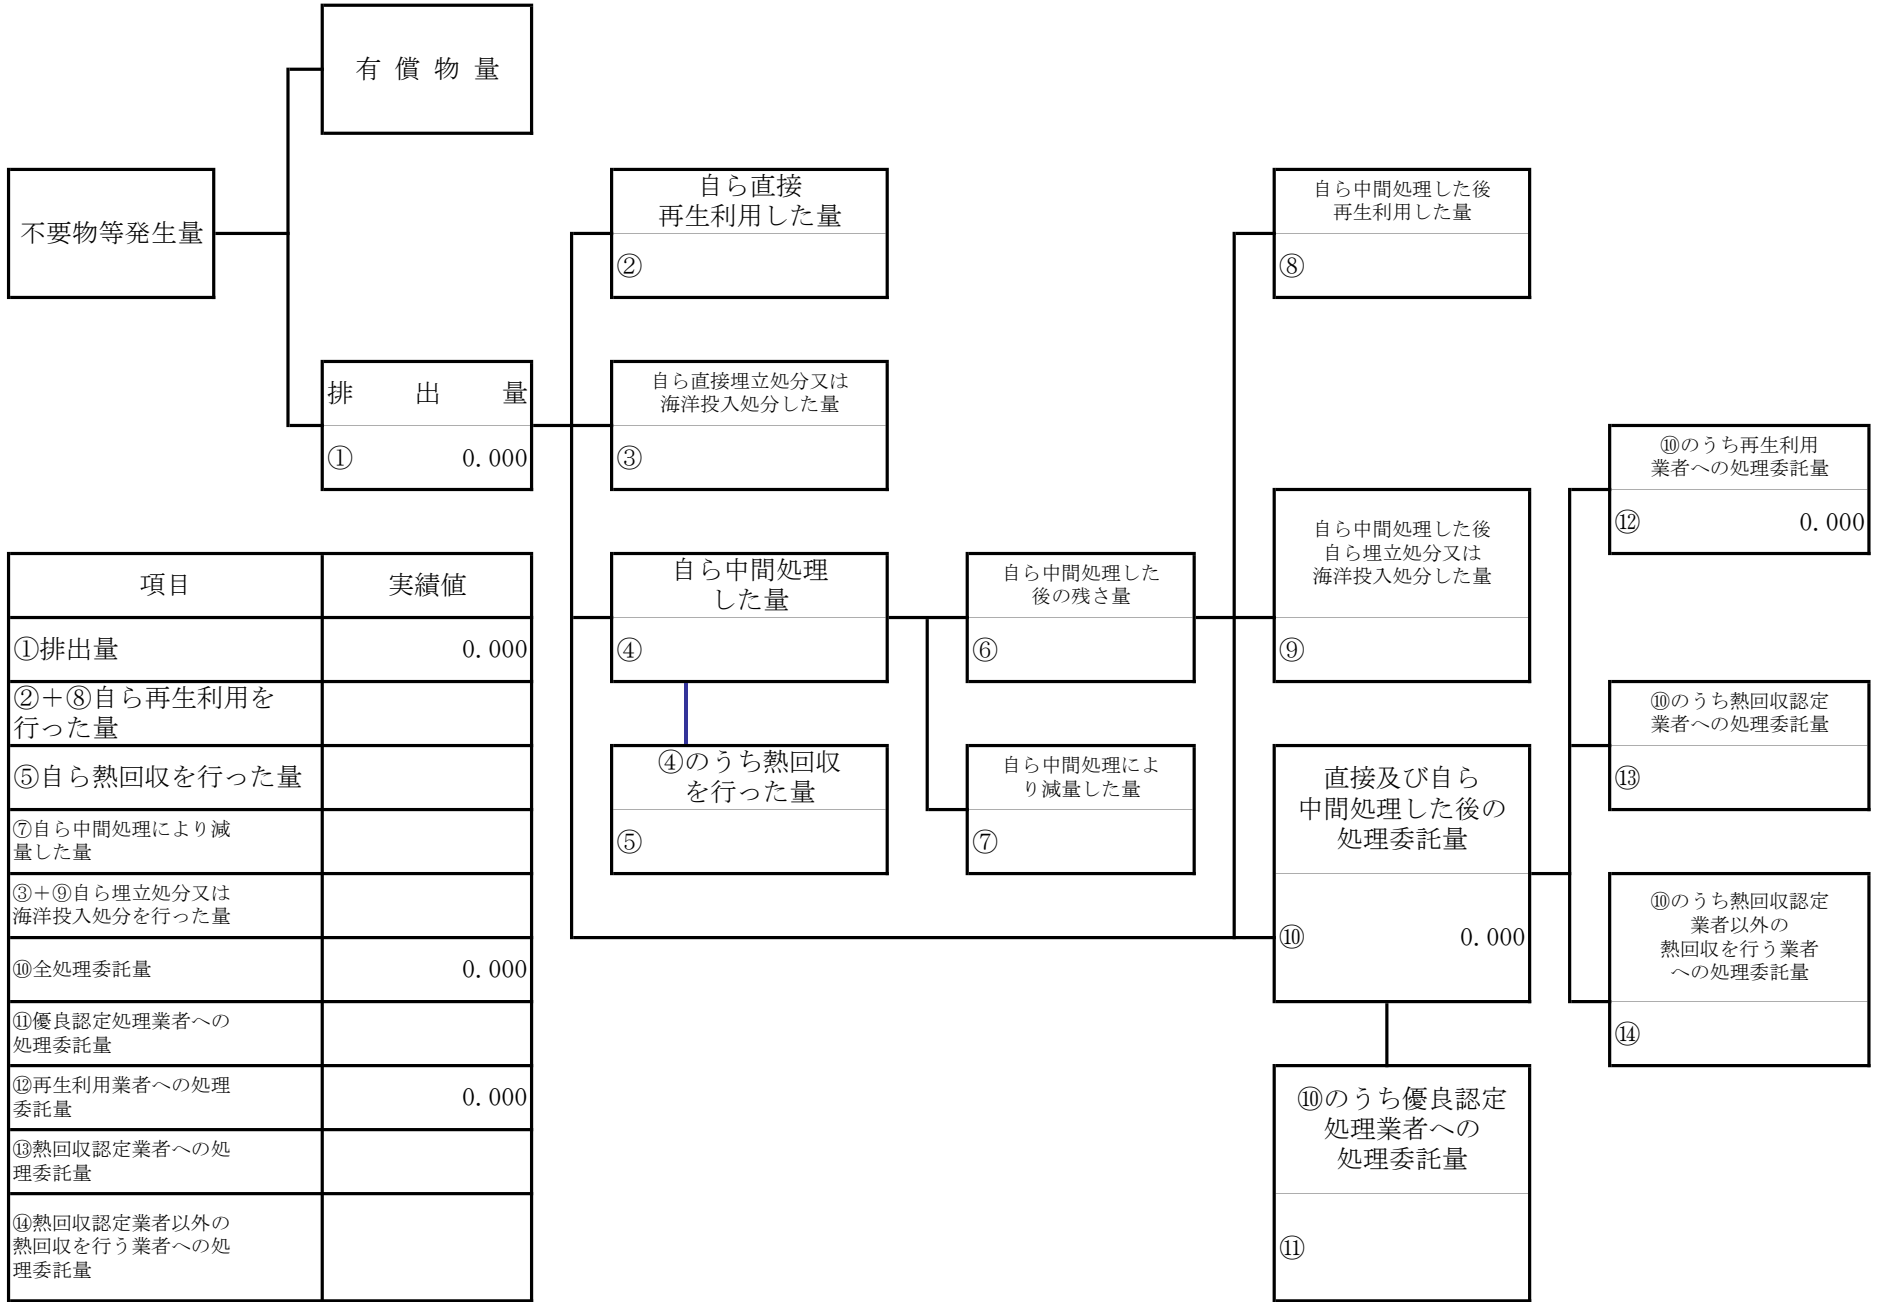 有償物量
不要物等発生量
自ら直接
再生利用した量
②
自ら中間処理した後
再生利用した量
⑧
排出量
① 0.000
自ら直接埋立処分又は
海洋投入処分した量
③
⑩のうち再生利用
業者への処理委託量
⑫ 0.000
自ら中間処理した後
自ら埋立処分又は
海洋投入処分した量
⑨
自ら中間処理
した量
④
自ら中間処理した
後の残さ量
⑥
⑩のうち熱回収認定
業者への処理委託量
⑬
④のうち熱回収
を行った量
⑤
自ら中間処理によ
り減量した量
⑦
直接及び自ら
中間処理した後の
処理委託量
⑩ 0.000
⑩のうち熱回収認定
業者以外の
熱回収を行う業者
への処理委託量
⑭
⑩のうち優良認定
処理業者への
処理委託量
⑪
項目 実績値
①排出量 0.000
②+⑧自ら再生利用を
行った量
⑤自ら熱回収を行った量
⑦自ら中間処理により減
量した量
③+⑨自ら埋立処分又は
海洋投入処分を行った量
⑩全処理委託量 0.000
⑪優良認定処理業者への
処理委託量
⑫再生利用業者への処理
委託量 0.000
⑬熱回収認定業者への処
理委託量
⑭熱回収認定業者以外の
熱回収を行う業者への処
理委託量